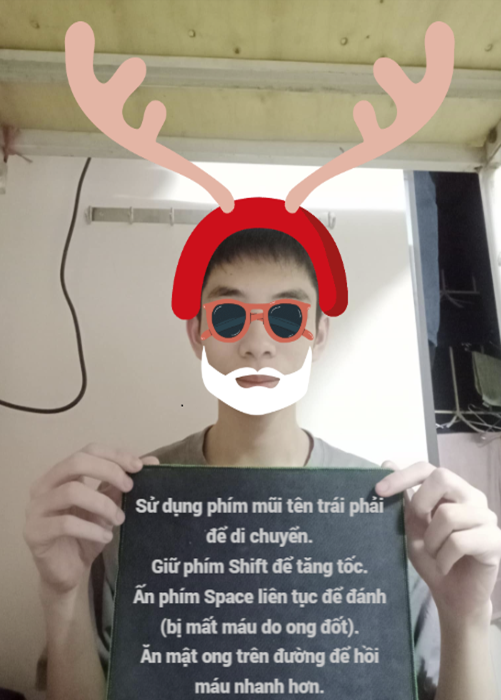 Sử dụng phím mũi tên trái phải
để di chuyển.
Giữ phím Shift để tăng tốc.
Ấn phím Space liên tục để đánh
(bị mất máu do ong đốt).
Ăn mật ong trên đường để hồi
máu nhanh hơn.